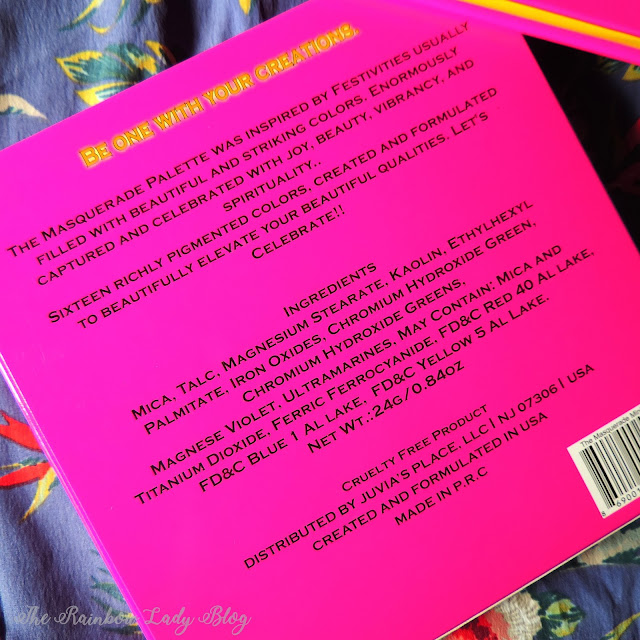 Be one with your creations.
The Masquerade Palette was inspired by Festivities usually
filled with beautiful and striking colors. Enormously
captured and celebrated with joy, beauty, vibrancy, and
spirituality..
Sixteen richly pigmented colors, created and formulated
to beautifully elevate your beautiful qualities. Let's
Celebrate!!
Ingredients
Mica, Talc, Magnesium Stearate, Kaolin, Ethylhexyl
Palmitate, Iron Oxides, Chromium Hydroxide Green,
Chromium Hydroxide Greens,
Magnese Violet, Ultramarines, May Contain: Mica and
Titanium Dioxide, Ferric Ferrocyanide, FD&C Red 40 Al Lake,
FD&C Blue 1 Al Lake, FD&C Yellow 5 Al Lake.
Net Wt.:24g/0.84oz
Cruelty Free Product
DISTRIBUTED BY JUVIA'S PLACE, LLC | NJ 07306 | USA
CREATED AND FORMULATED IN USA
MADE IN P.R.C
The Masquerade
8 6900
The Rainbow Lady Blog